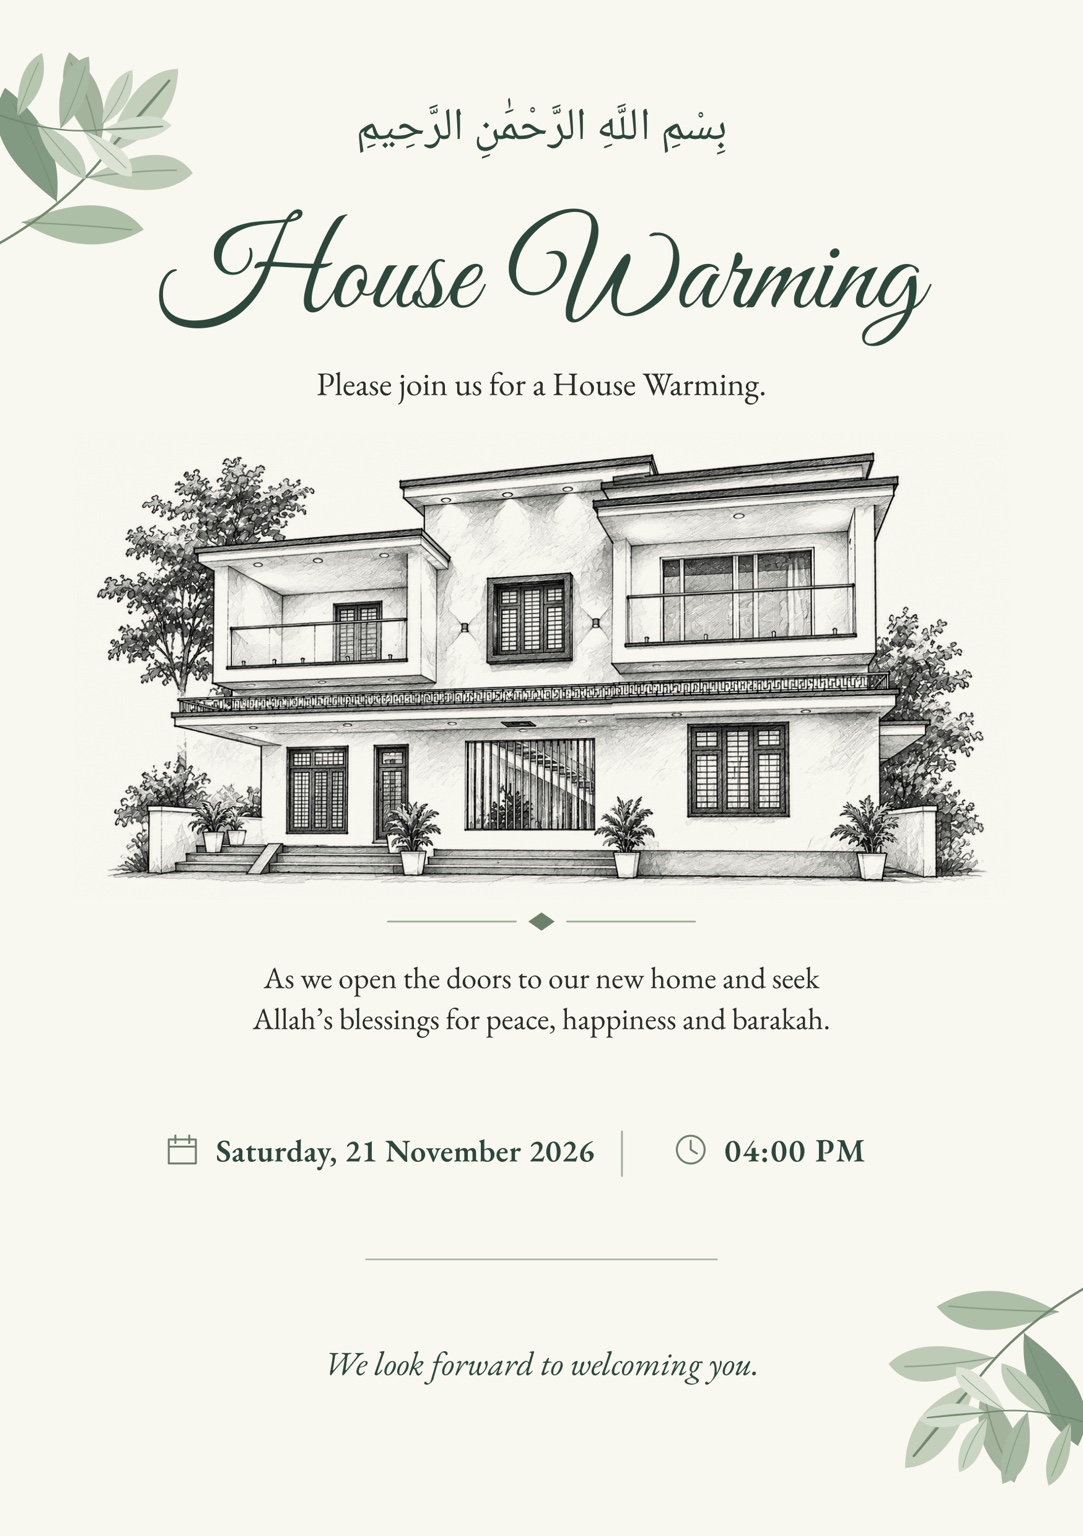 بِسْمِ اللَّهِ الرَّحْمَٰنِ الرَّحِيمِ
House Warming
Please join us for a House Warming.
As we open the doors to our new home and seek
Allah’s blessings for peace, happiness and barakah.
Saturday, 21 November 2026
04:00 PM
We look forward to welcoming you.